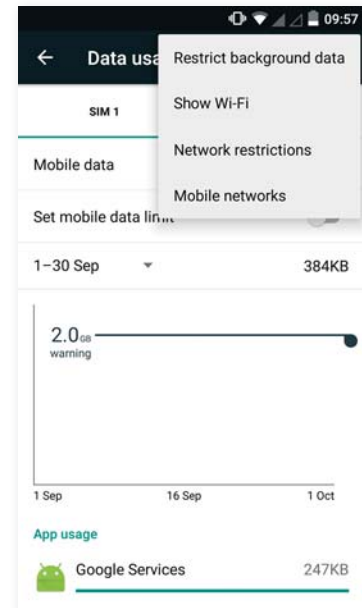 09:57
Data usa
Restrict background data
Show Wi-Fi
Network restrictions
Mobile networks
SIM 1
Mobile data
Set mobile data limit
1–30 Sep
384KB
2.0GB
warning
1 Sep
16 Sep
1 Oct
App usage
Google Services
247KB